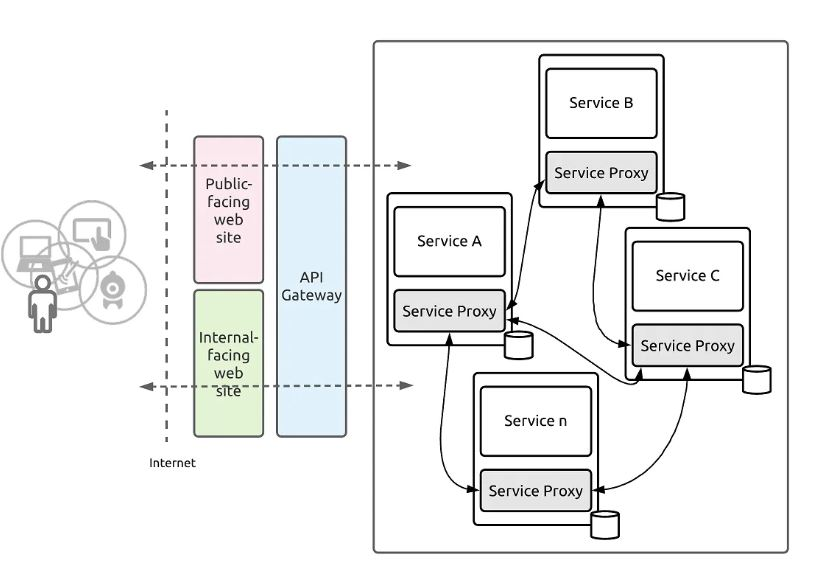 Public-
facing
web
site
Internal-
facing
web
site
Internet
API
Gateway
Service B
Service Proxy
Service A
Service Proxy
Service C
Service Proxy
Service n
Service Proxy